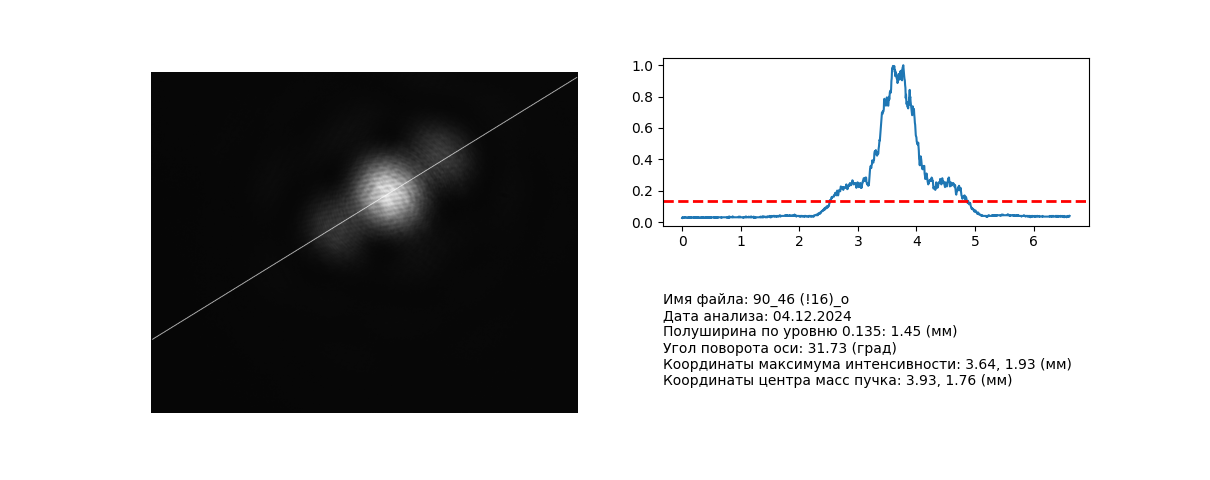 1.0
0.8
0.6
0.4
0.2
0.0
0 1 2 3 4 5 6
Имя файла: 90_46 (!16)_o
Дата анализа: 04.12.2024
Полуширина по уровню 0.135: 1.45 (мм)
Угол поворота оси: 31.73 (град)
Координаты максимума интенсивности: 3.64, 1.93 (мм)
Координаты центра масс пучка: 3.93, 1.76 (мм)